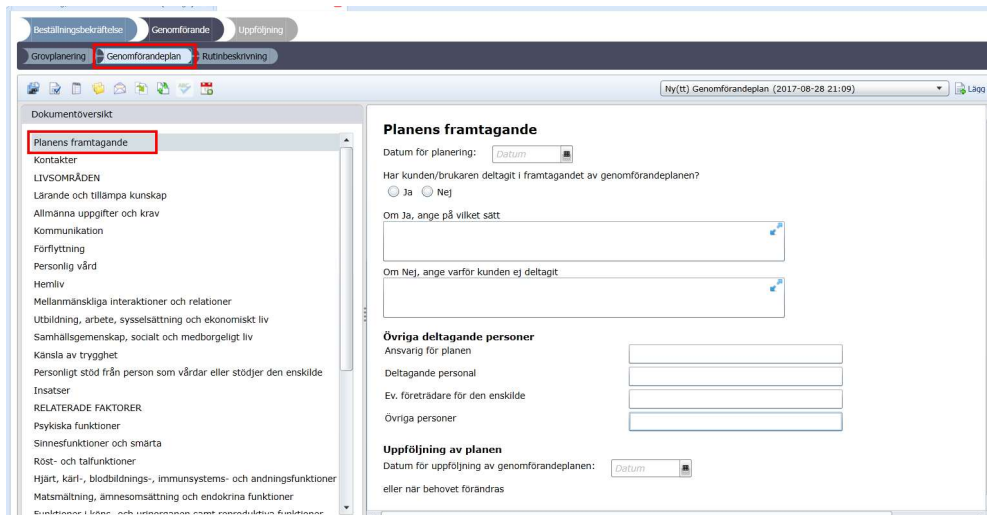 Beställningsbekräftelse Genomförande Uppföljning
Grovplanering Genomförandeplan Rutinbeskrivning
Ny(tt) Genomförandeplan (2017-08-28 21:09) Lägg
Dokumentöversikt
Planens framtagande
Kontakter
LIVSOMRÅDEN
Lärande och tillämpa kunskap
Allmänna uppgifter och krav
Kommunikation
Förflyttning
Personlig vård
Hemliv
Mellanmänskliga interaktioner och relationer
Utbildning, arbete, sysselsättning och ekonomiskt liv
Samhällsgemenskap, socialt och medborgeligt liv
Känsla av trygghet
Personligt stöd från person som vårdar eller stödjer den enskilde
Insatser
RELATERADE FAKTORER
Psykiska funktioner
Sinnesfunktioner och smärta
Röst- och talfunktioner
Hjärt, kärl-, blodbildnings-, immunsystems- och andningsfunktioner
Matsmältning, ämnesomsättning och endokrina funktioner
Funktioner i köns- och urinorganen samt reproduktiva funktioner
Planens framtagande
Datum för planering: Datum
Har kunden/brukaren deltagit i framtagandet av genomförandeplanen?
Ja Nej
Om Ja, ange på vilket sätt
Om Nej, ange varför kunden ej deltagit
Övriga deltagande personer
Ansvarig för planen
Deltagande personal
Ev. företrädare för den enskilde
Övriga personer
Uppföljning av planen
Datum för uppföljning av genomförandeplanen: Datum
eller när behovet förändras